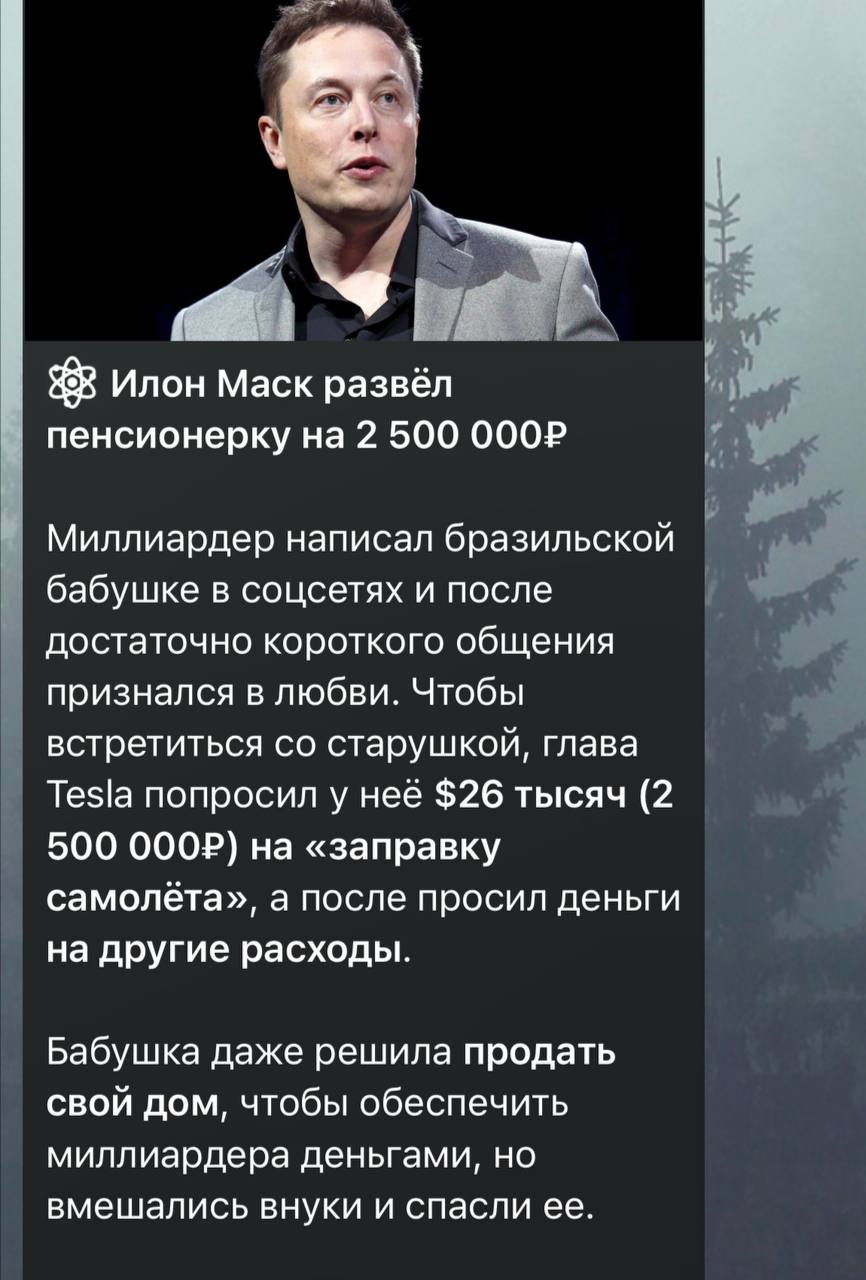 Илон Маск развёл
пенсионерку на 2 500 000₽
Миллиардер написал бразильской
бабушке в соцсетях и после
достаточно короткого общения
признался в любви. Чтобы
встретиться со старушкой, глава
Tesla попросил у неё $26 тысяч (2
500 000₽) на «заправку
самолёта», а после просил деньги
на другие расходы.
Бабушка даже решила продать
свой дом, чтобы обеспечить
миллиардера деньгами, но
вмешались внуки и спасли ее.